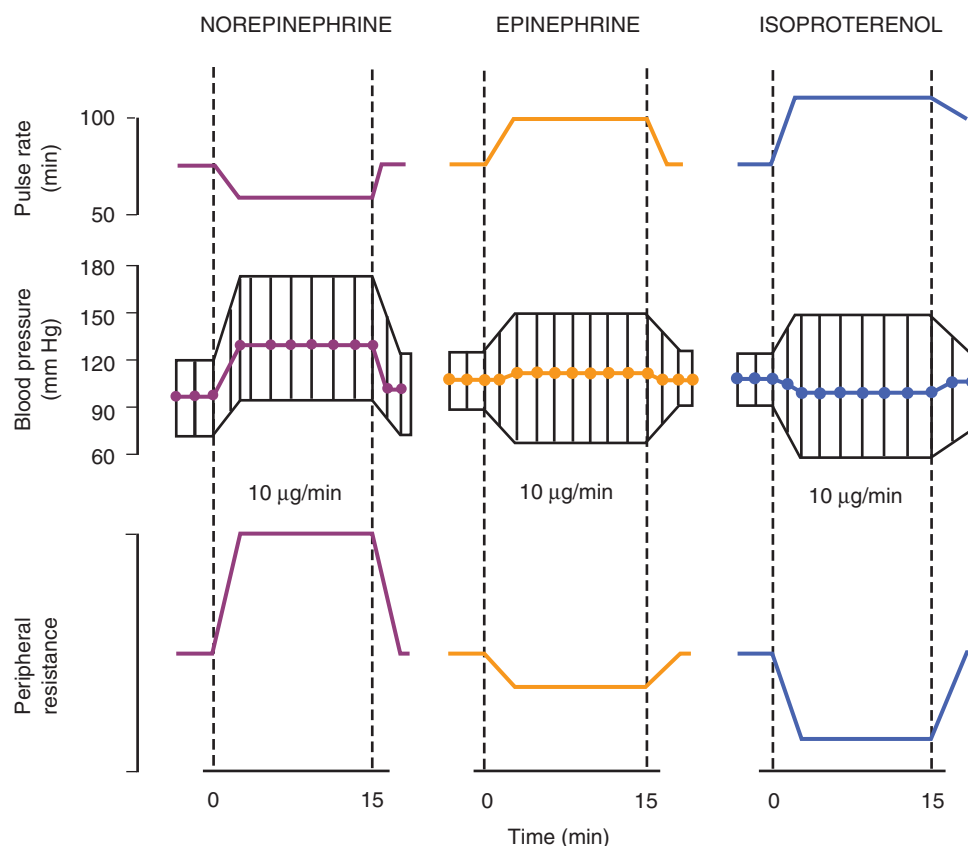 NOREPINEPHRINE EPINEPHRINE ISOPROTERENOL
Pulse rate
(min)
100
50
Blood pressure
(mm Hg)
180
150
120
90
60
10 μg/min 10 μg/min 10 μg/min
Peripheral
resistance
0 15 0 15 0 15
Time (min)